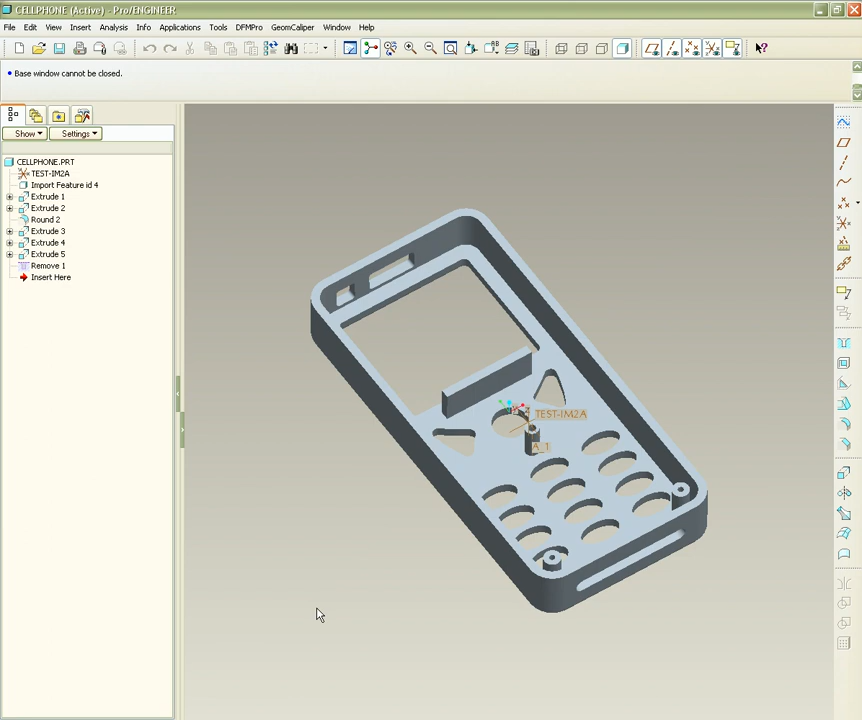 CELLPHONE (Active) - Pro/ENGINEER
File Edit View Insert Analysis Info Applications Tools DFMPro GeomCaliper Window Help
Base window cannot be closed.
Show Settings
CELLPHONE.PRT
TEST-IM2A
Import Feature id 4
Extrude 1
Extrude 2
Round 2
Extrude 3
Extrude 4
Extrude 5
Remove 1
Insert Here
TEST-IM2A
A_1